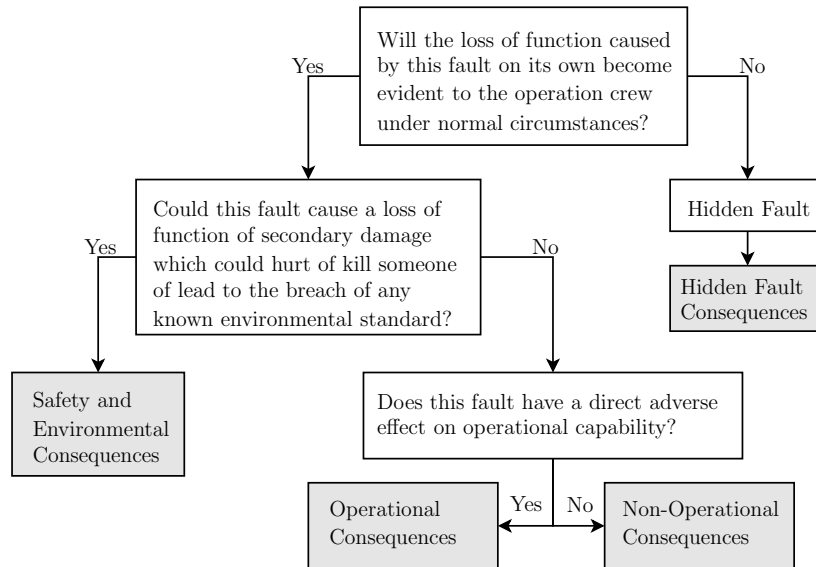 Will the loss of function caused
by this fault on its own become
evident to the operation crew
under normal circumstances?
Yes
No
Could this fault cause a loss of
function of secondary damage
which could hurt of kill someone
of lead to the breach of any
known environmental standard?
Hidden Fault
Yes
No
Hidden Fault
Consequences
Safety and
Environmental
Consequences
Does this fault have a direct adverse
effect on operational capability?
Operational
Consequences
Yes
No
Non-Operational
Consequences